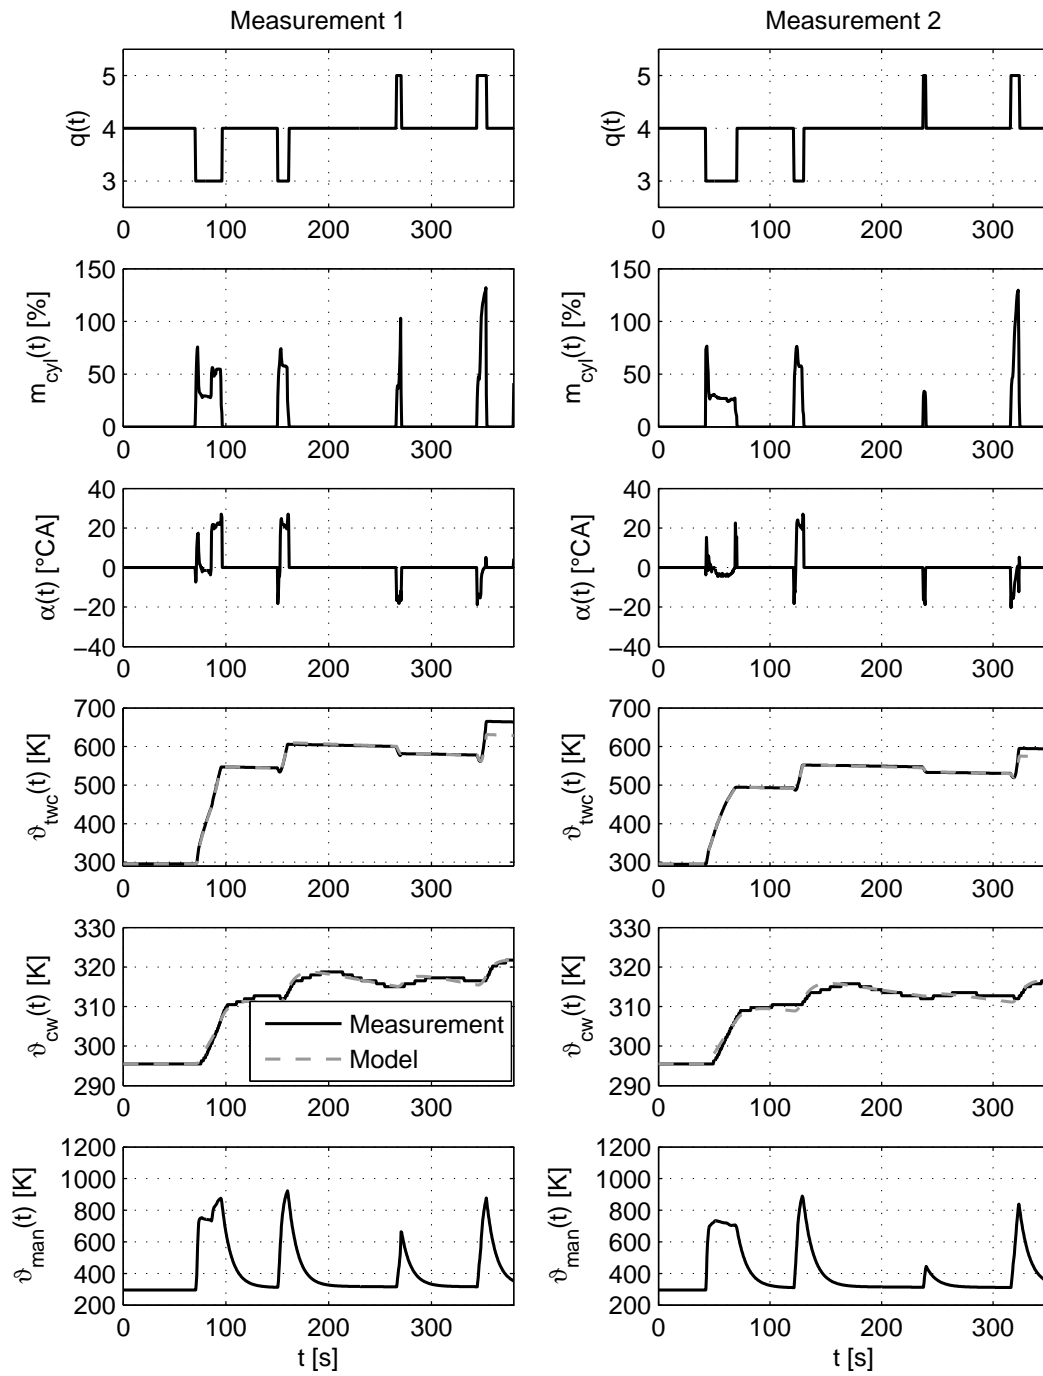 Measurement 1
Measurement 2
q(t)
5
4
3
0 100 200 300
q(t)
5
4
3
0 100 200 300
m_cyl(t) [%]
150
100
50
0
0 100 200 300
m_cyl(t) [%]
150
100
50
0
0 100 200 300
α(t) [°CA]
40
20
0
−20
−40
0 100 200 300
α(t) [°CA]
40
20
0
−20
−40
0 100 200 300
ϑ_twc(t) [K]
700
600
500
400
300
0 100 200 300
ϑ_twc(t) [K]
700
600
500
400
300
0 100 200 300
ϑ_cw(t) [K]
330
320
310
300
290
Measurement
Model
0 100 200 300
ϑ_cw(t) [K]
330
320
310
300
290
0 100 200 300
ϑ_man(t) [K]
1200
1000
800
600
400
200
0 100 200 300
t [s]
ϑ_man(t) [K]
1200
1000
800
600
400
200
0 100 200 300
t [s]